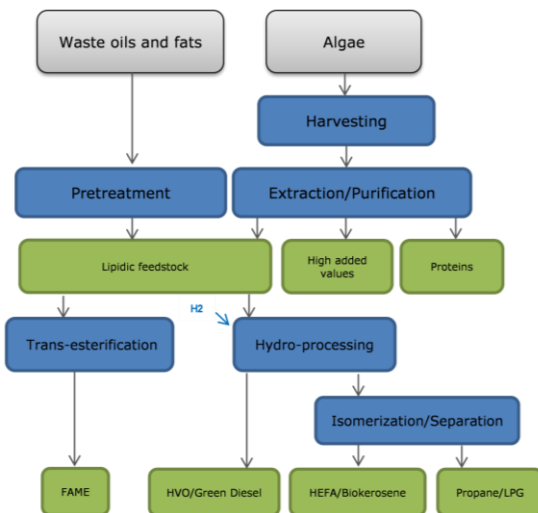 Waste oils and fats
Algae
Harvesting
Pretreatment
Extraction/Purification
Lipidic feedstock
High added
values
Proteins
H2
Trans-esterification
Hydro-processing
Isomerization/Separation
FAME
HVO/Green Diesel
HEFA/Biokerosene
Propane/LPG